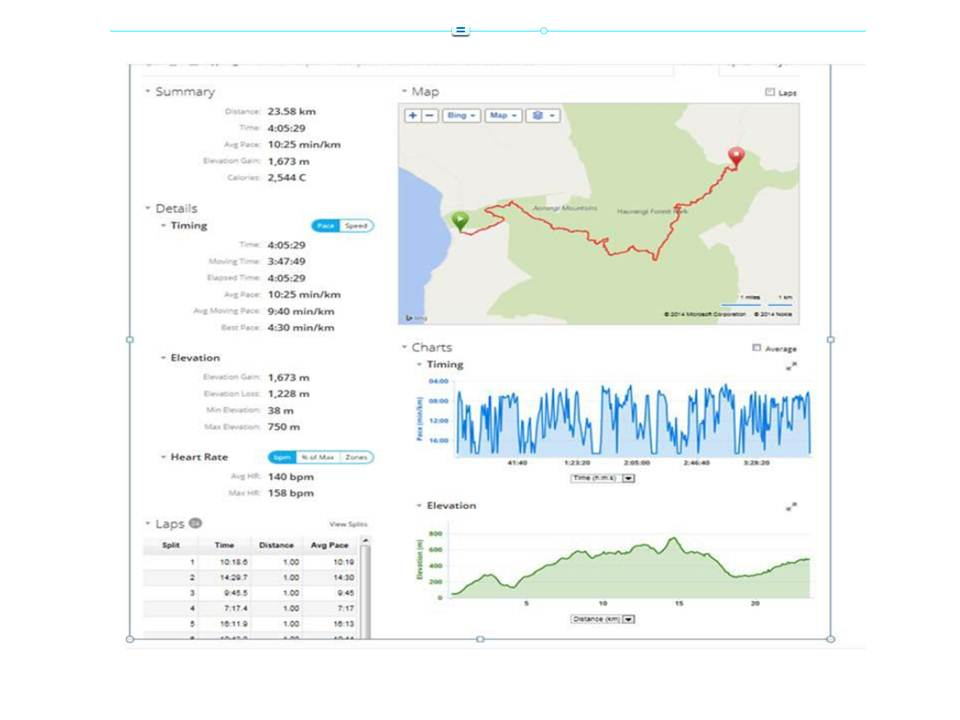 Summary
Distance: 23.58 km
Time: 4:05:29
Avg Pace: 10:25 min/km
Elevation Gain: 1,673 m
Calories: 2,544 C
Details
Timing
Pace Speed
Time: 4:05:29
Moving Time: 3:47:49
Elapsed Time: 4:05:29
Avg Pace: 10:25 min/km
Avg Moving Pace: 9:40 min/km
Best Pace: 4:30 min/km
Elevation
Elevation Gain: 1,673 m
Elevation Loss: 1,228 m
Min Elevation: 38 m
Max Elevation: 750 m
Heart Rate
bpm % of Max Zones
Avg HR: 140 bpm
Max HR: 158 bpm
Laps 24
View Splits
Split Time Distance Avg Pace
1 10:18.6 1.00 10:19
2 14:29.7 1.00 14:30
3 9:45.5 1.00 9:45
4 7:17.4 1.00 7:17
5 16:11.9 1.00 16:13
Map
Laps
+ − Bing Map
Aorangi Mountains
Haurangi Forest Park
1 miles 1 km
bing
© 2014 Microsoft Corporation © 2014 Nokia
Charts
Average
Timing
Pace (min/km)
04:00
08:00
12:00
16:00
41:40 1:23:20 2:05:00 2:46:40 3:28:20
Time (h:m:s)
Elevation
Elevation (m)
800
600
400
200
0
5 10 15 20
Distance (km)